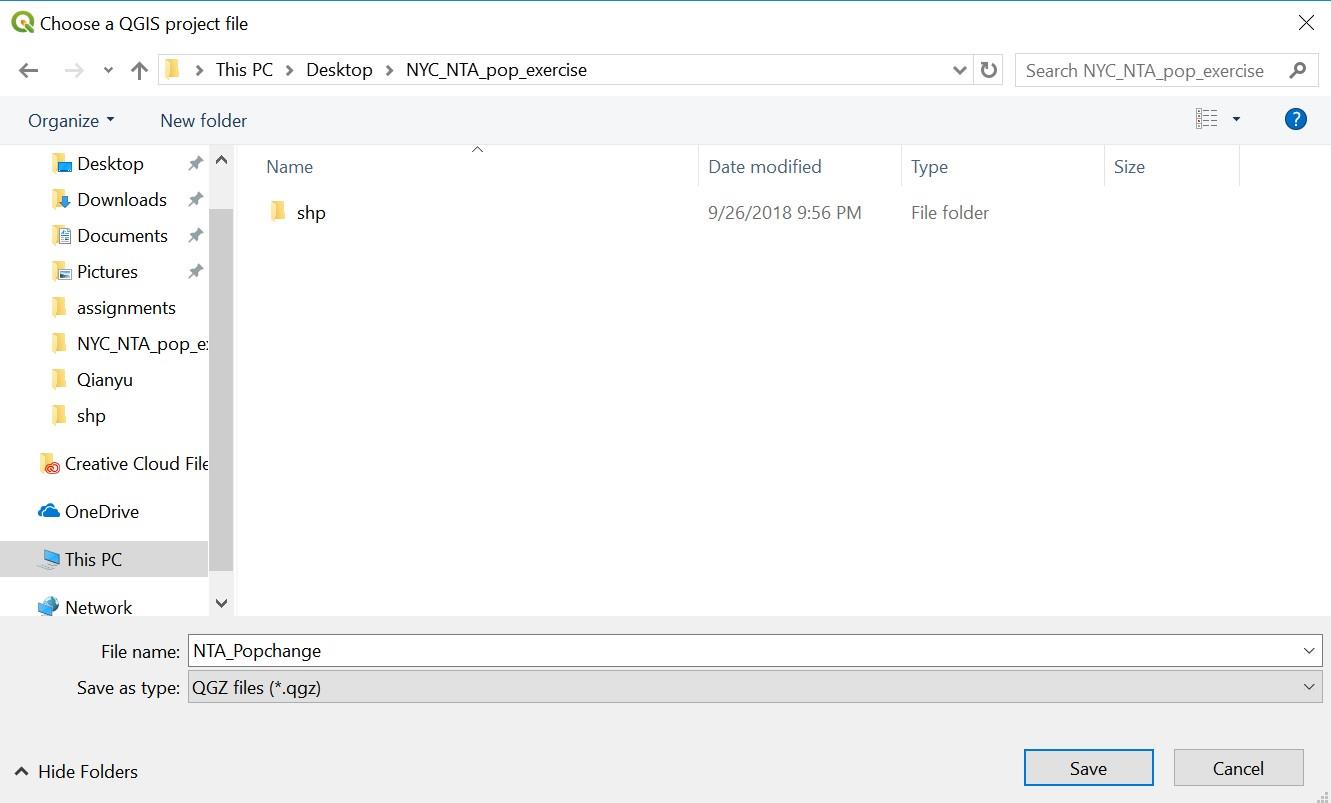 Choose a QGIS project file
This PC Desktop NYC_NTA_pop_exercise Search NYC_NTA_pop_exercise
Organize New folder ?
Name Date modified Type Size
shp 9/26/2018 9:56 PM File folder
Desktop
Downloads
Documents
Pictures
assignments
NYC_NTA_pop_e
Qianyu
shp
Creative Cloud File
OneDrive
This PC
Network
File name: NTA_Popchange
Save as type: QGZ files (*.qgz)
Hide Folders Save Cancel